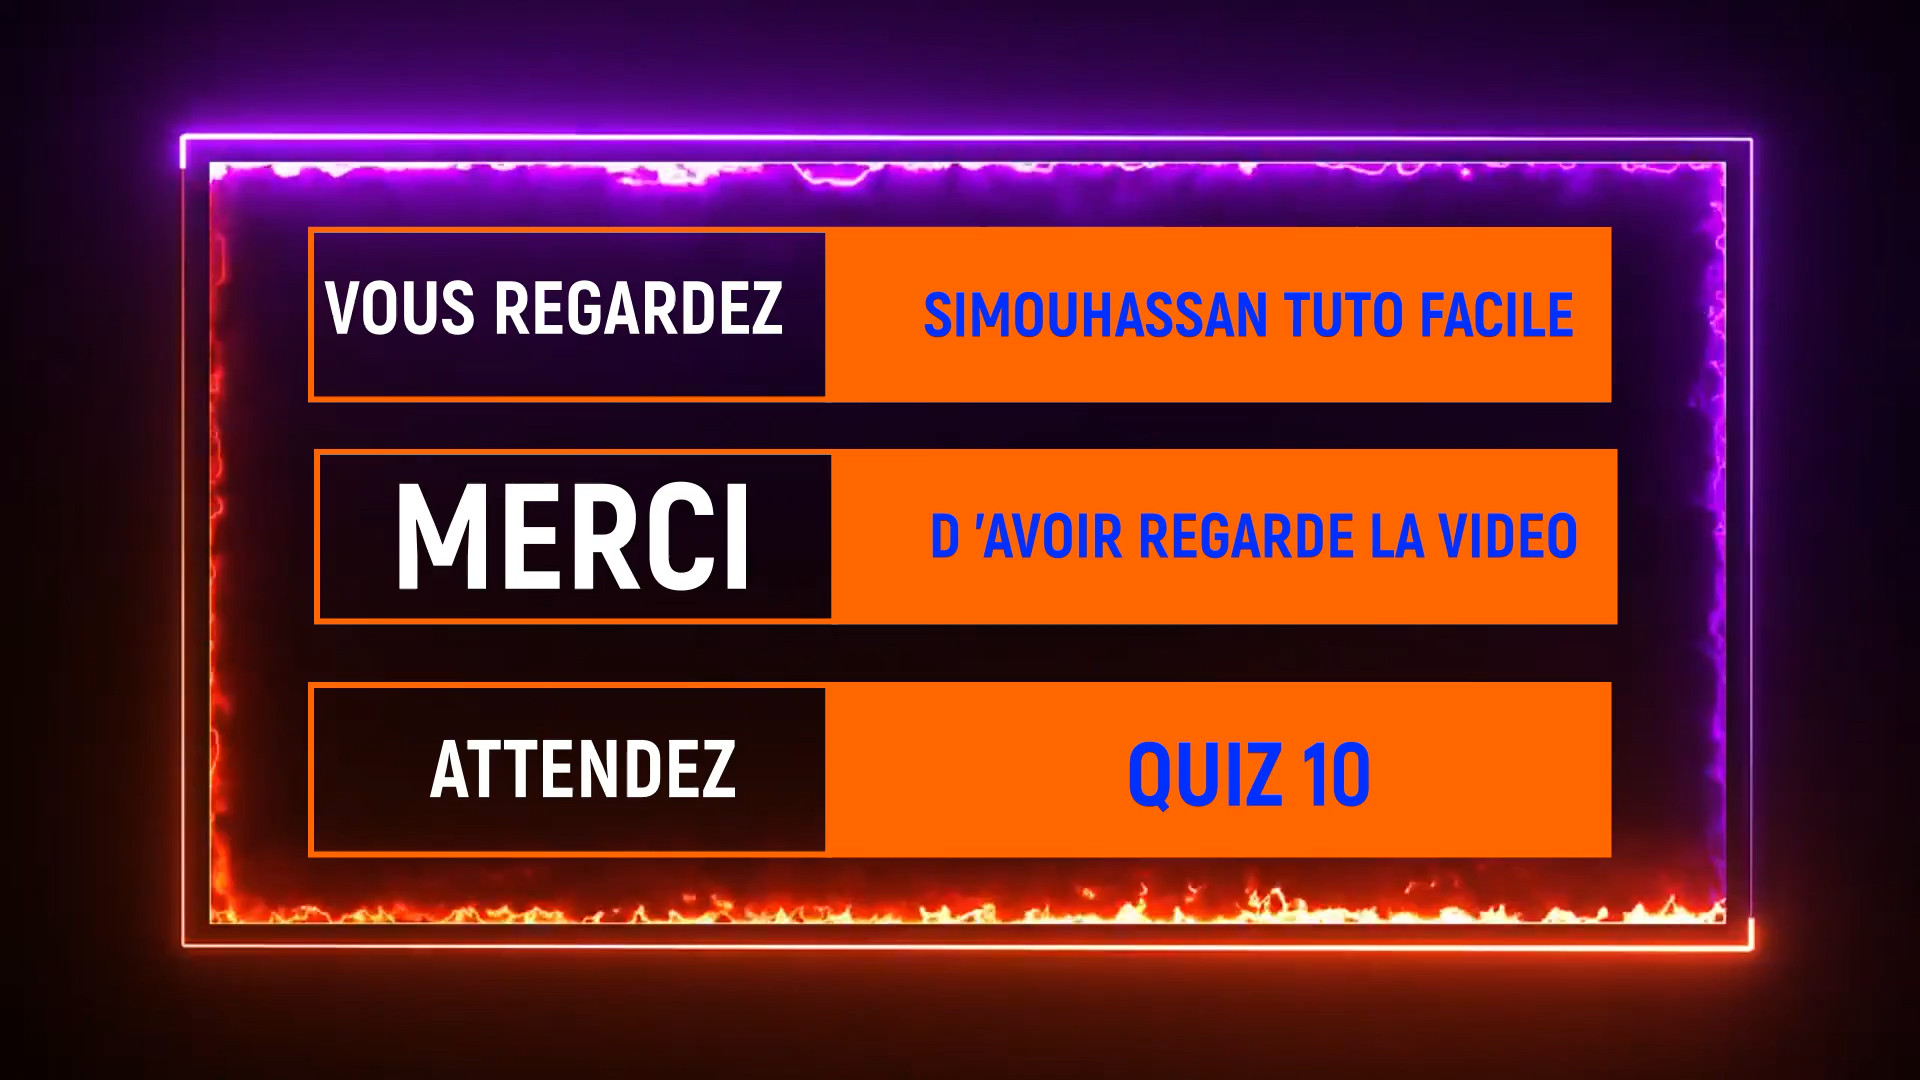 VOUS REGARDEZ SIMOUHASSAN TUTO FACILE
MERCI D 'AVOIR REGARDE LA VIDEO
ATTENDEZ QUIZ 10